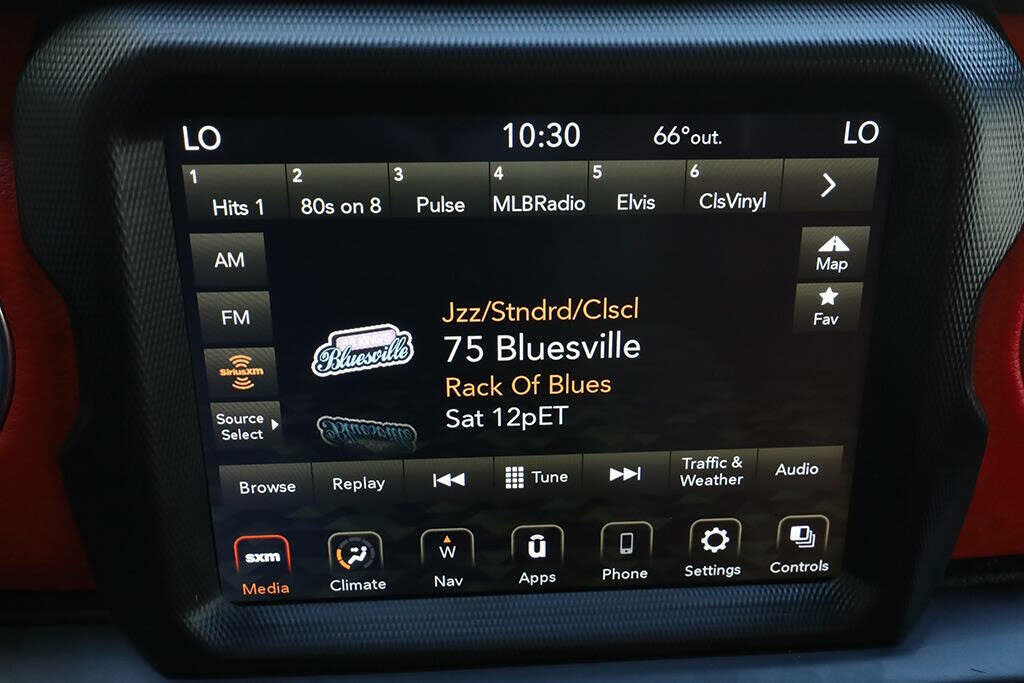 LO 10:30 66°out. LO
1 Hits 1
2 80s on 8
3 Pulse
4 MLBRadio
5 Elvis
6 ClsVinyl
AM
FM
SiriusXM
Source
Select
Map
Fav
Bluesville
Jzz/Stndrd/Clscl
75 Bluesville
Rack Of Blues
Sat 12pET
Browse
Replay
Tune
Traffic &
Weather
Audio
sxm
Media
Climate
W
Nav
Apps
Phone
Settings
Controls